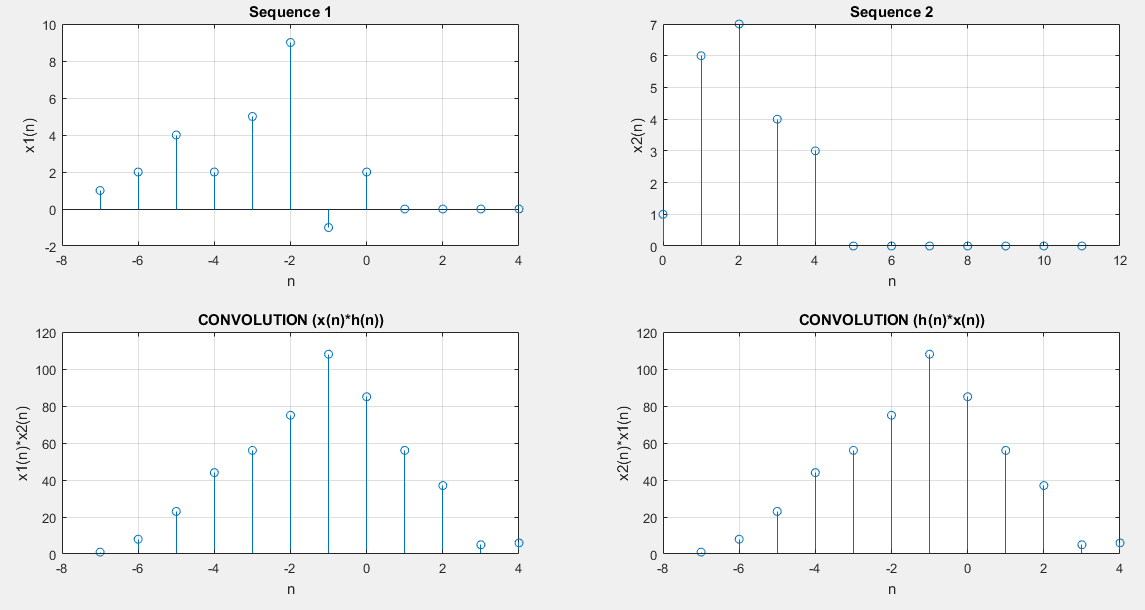 Sequence 1
10
8
6
4
2
0
-2
x1(n)
-8 -6 -4 -2 0 2 4
n
Sequence 2
7
6
5
4
3
2
1
0
x2(n)
0 2 4 6 8 10 12
n
CONVOLUTION (x(n)*h(n))
120
100
80
60
40
20
0
x1(n)*x2(n)
-8 -6 -4 -2 0 2 4
n
CONVOLUTION (h(n)*x(n))
120
100
80
60
40
20
0
x2(n)*x1(n)
-8 -6 -4 -2 0 2 4
n